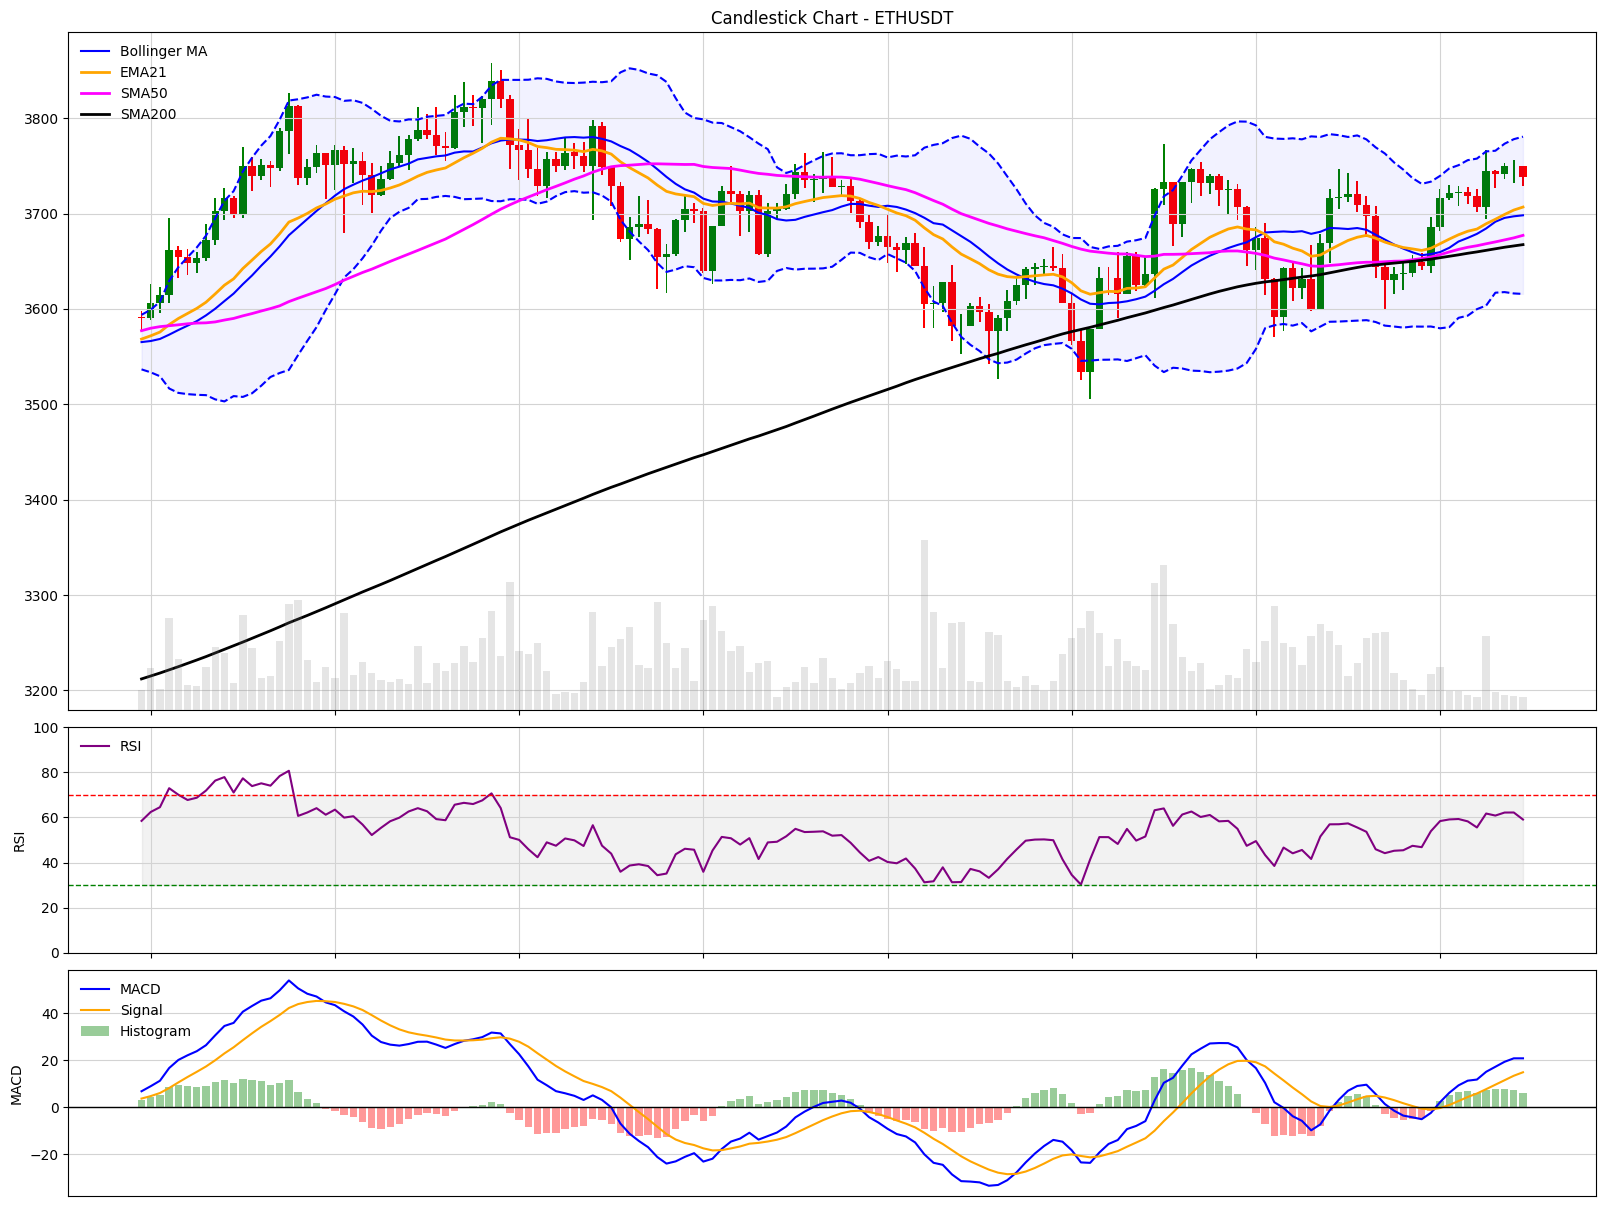 Candlestick Chart - ETHUSDT
Bollinger MA
EMA21
SMA50
SMA200
3800
3700
3600
3500
3400
3300
3200
RSI
100
80
60
40
20
0
RSI
MACD
Signal
Histogram
40
20
0
−20
MACD